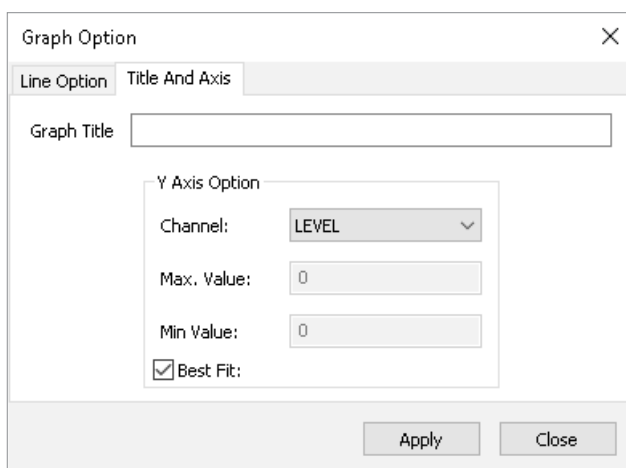 Graph Option
Line Option Title And Axis
Graph Title
Y Axis Option
Channel: LEVEL
Max. Value: 0
Min Value: 0
Best Fit:
Apply Close